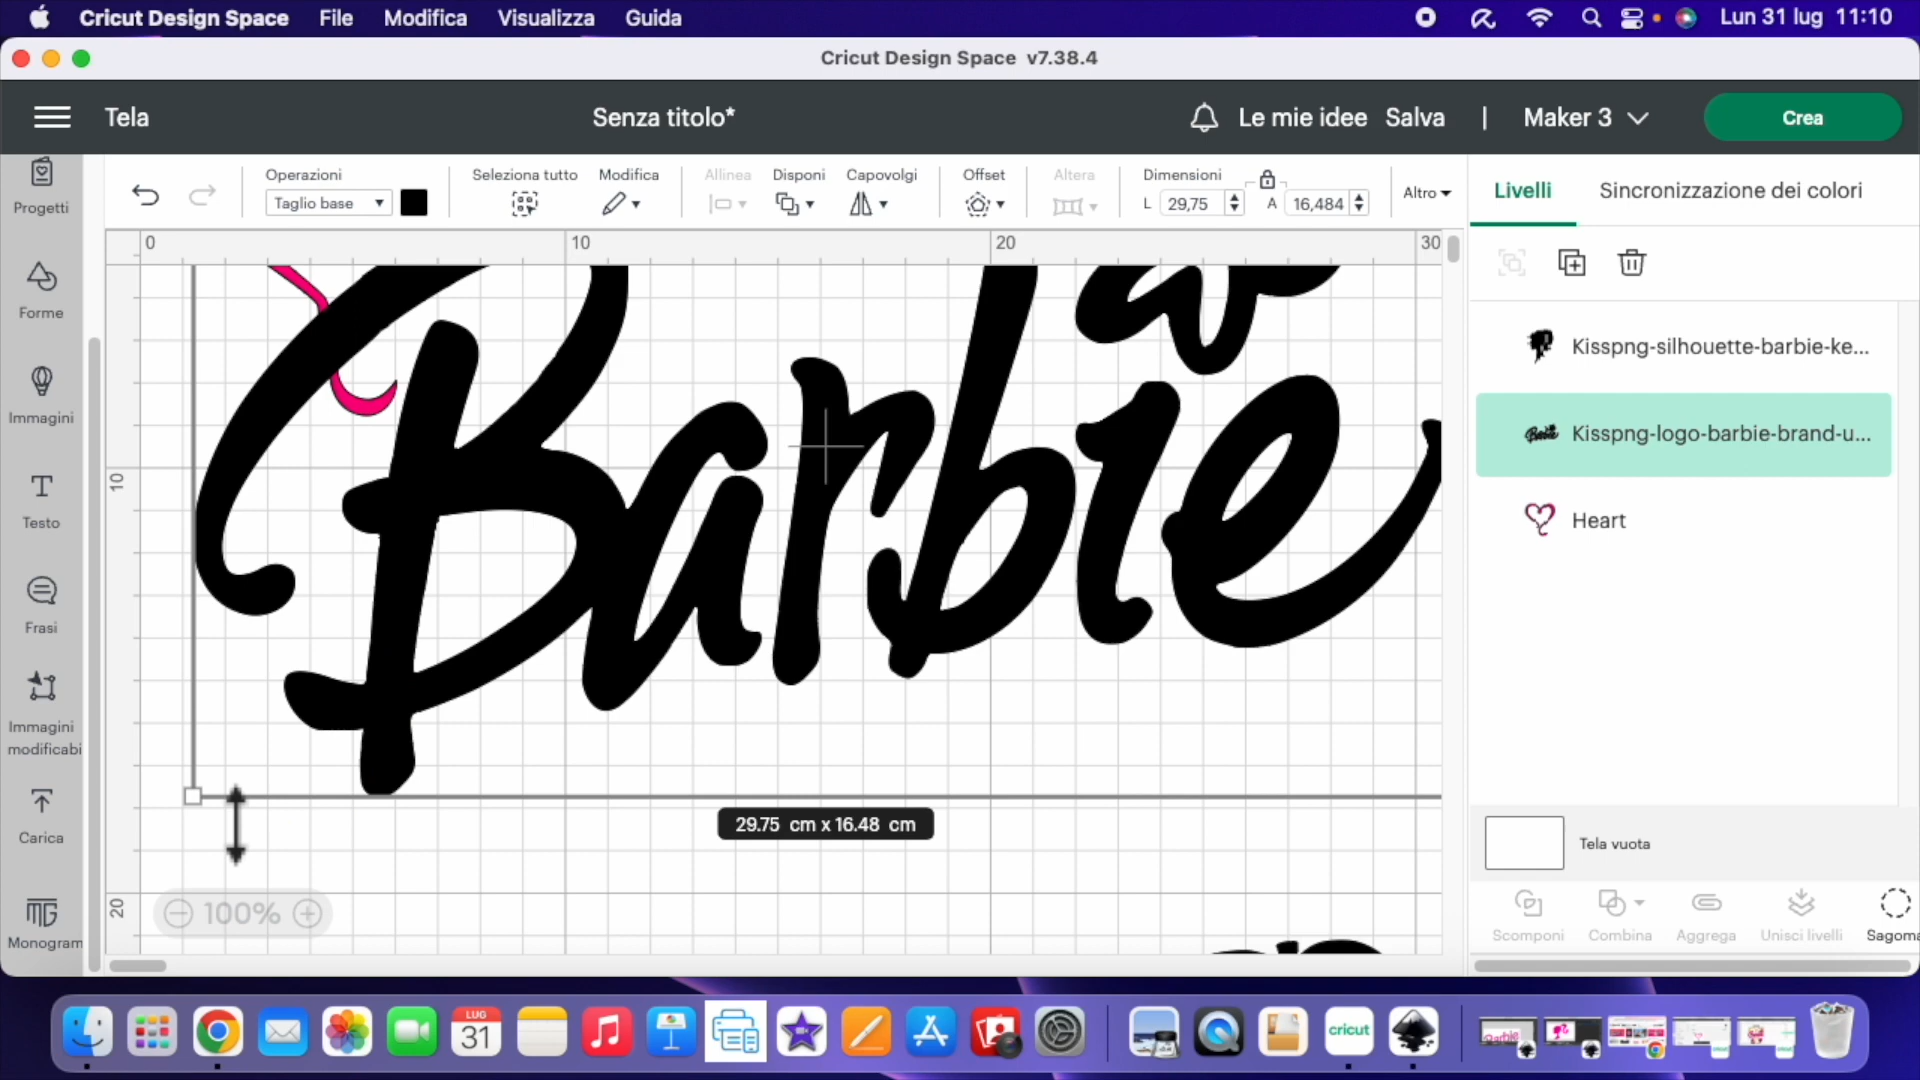 Cricut Design Space File Modifica Visualizza Guida Lun 31 lug 11:10
Cricut Design Space v7.38.4
Tela Senza titolo* Le mie idee Salva | Maker 3 Crea
Operazioni Seleziona tutto Modifica Allinea Disponi Capovolgi Offset Altera Dimensioni
Taglio base L 29,75 A 16,484 Altro
Livelli Sincronizzazione dei colori
Progetti
Forme
Immagini
Testo
Frasi
Immagini
modificabi
Carica
Monogram
0 10 20 30
10
20
Barbie
29.75 cm x 16.48 cm
100%
Kisspng-silhouette-barbie-ke...
Kisspng-logo-barbie-brand-u...
Heart
Tela vuota
Scomponi Combina Aggrega Unisci livelli Sagoma
LUG
31
cricut